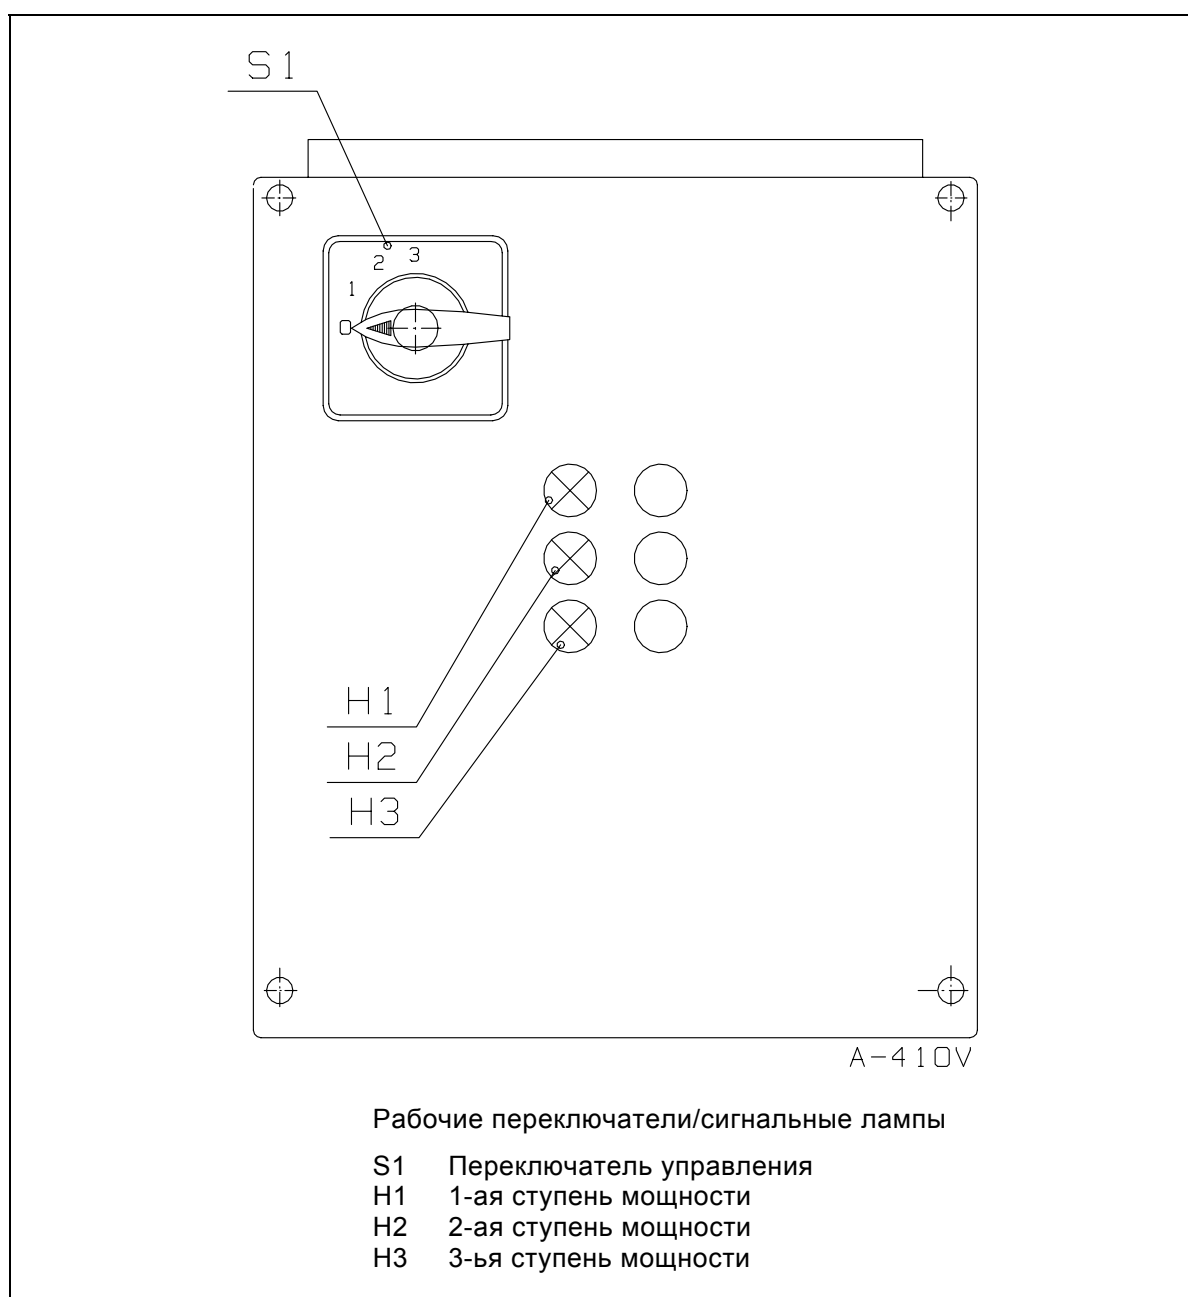 S1
2 3
1
0
H1
H2
H3
A-410V
Рабочие переключатели/сигнальные лампы
S1 Переключатель управления
H1 1-ая ступень мощности
H2 2-ая ступень мощности
H3 3-ья ступень мощности